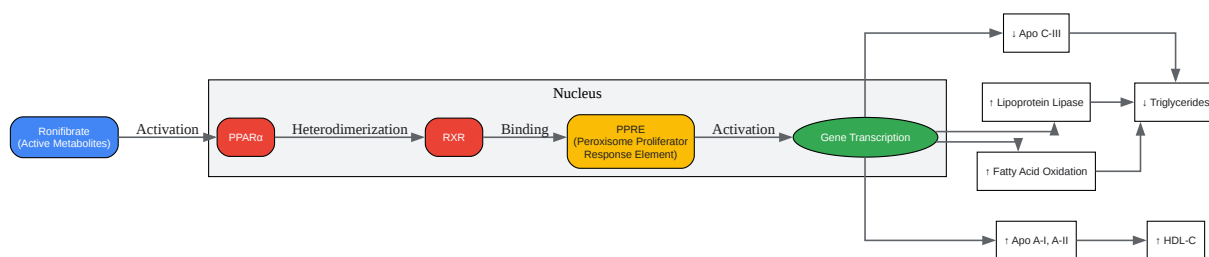 ↓ Apo C-III
Nucleus
↑ Lipoprotein Lipase
↓ Triglycerides
Ronifibrate
(Active Metabolites)
Activation
PPARα
Heterodimerization
RXR
Binding
PPRE
(Peroxisome Proliferator
Response Element)
Activation
Gene Transcription
↑ Fatty Acid Oxidation
↑ Apo A-I, A-II
↑ HDL-C